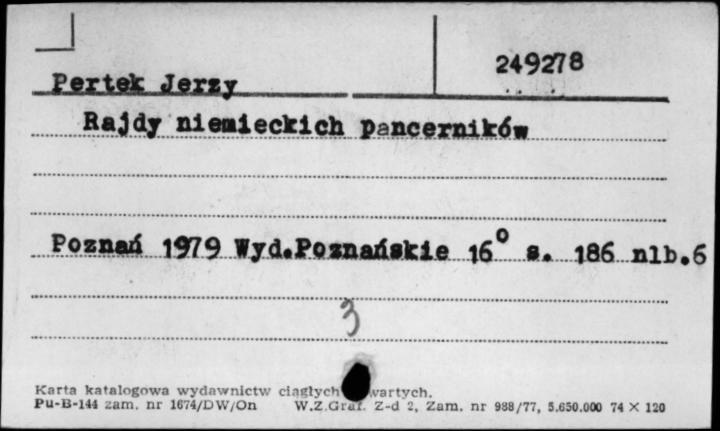 249278
Pertek Jerzy
Rajdy niemieckich pancerników
Poznań 1979 Wyd.Poznańskie 16° s. 186 nlb.6
3
Karta katalogowa wydawnictw ciągłych wartych.
Pu-B-144 zam. nr 1674/DW/On W.Z.Graf. Z-d 2, Zam. nr 988/77, 5.650.000 74 × 120